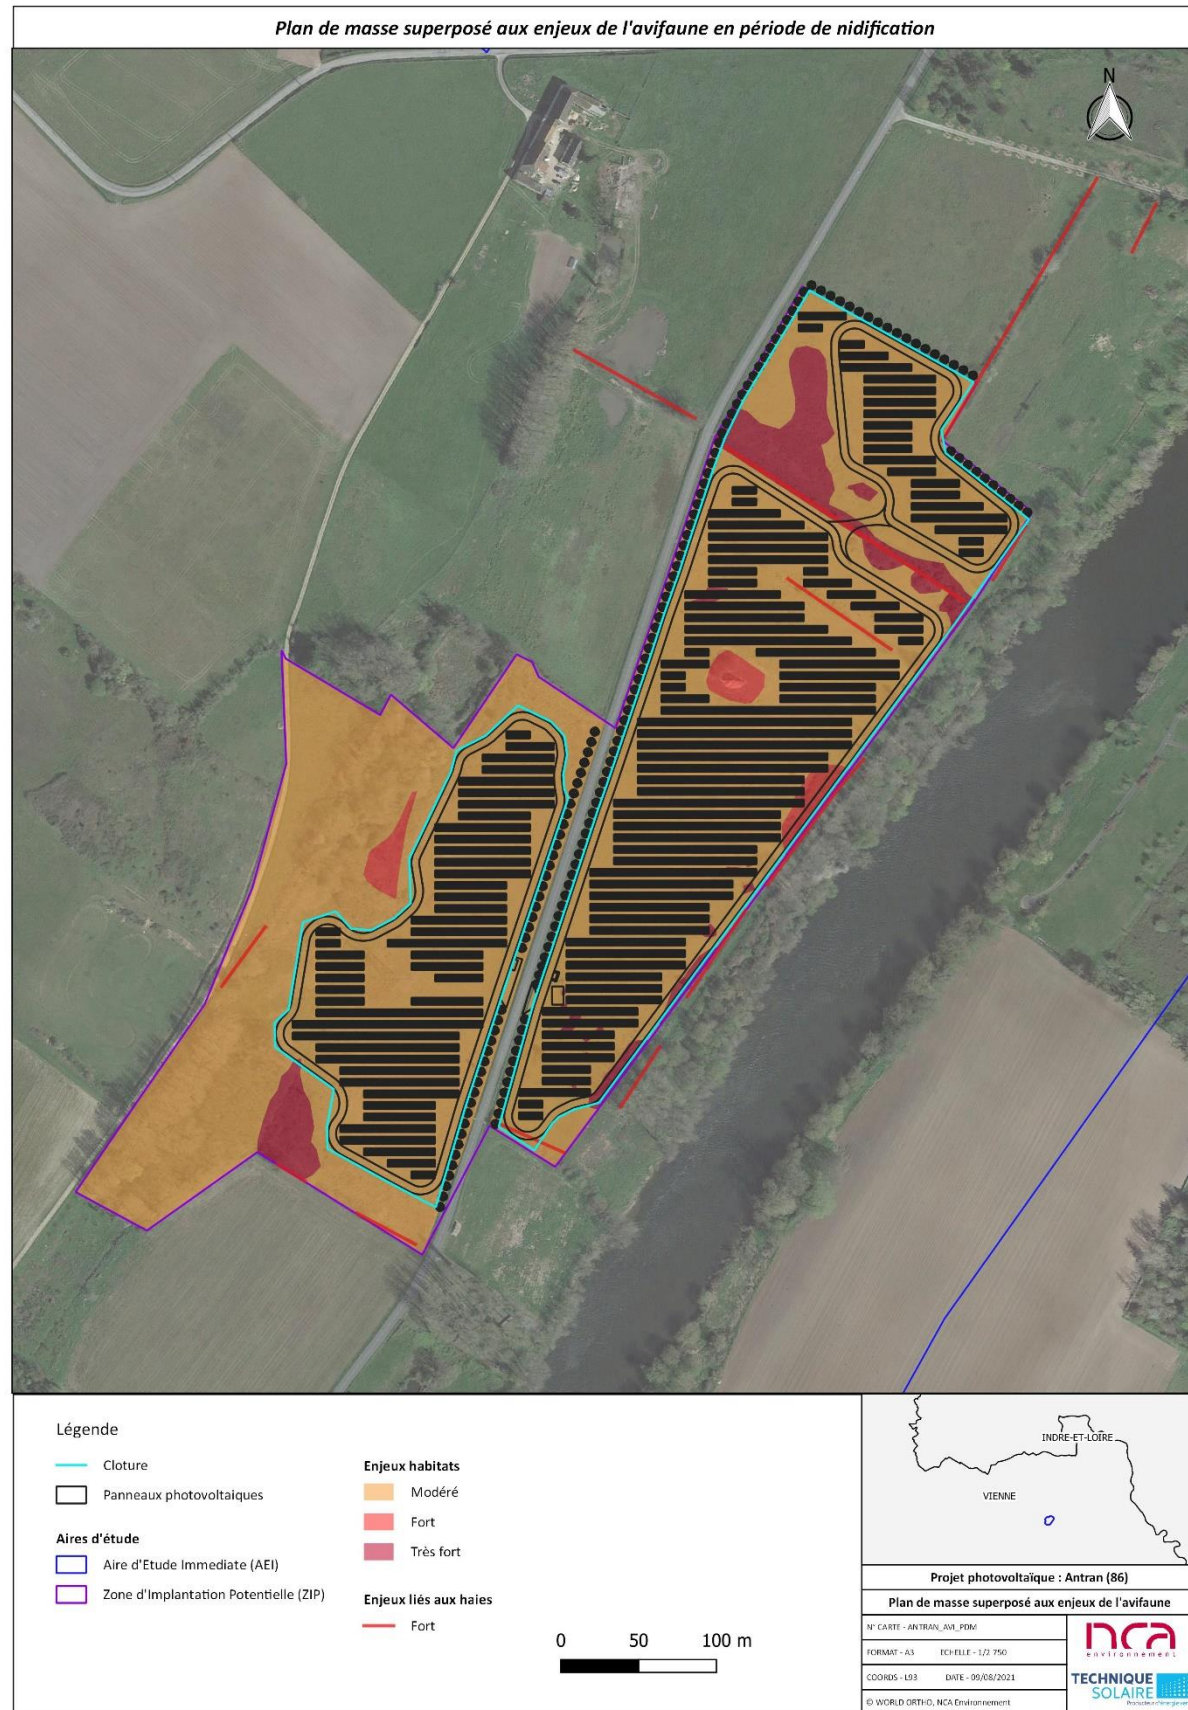 Plan de masse superposé aux enjeux de l'avifaune en période de nidification
N
Légende
Cloture
Panneaux photovoltaiques
Aires d'étude
Aire d'Etude Immediate (AEI)
Zone d'Implantation Potentielle (ZIP)
Enjeux habitats
Modéré
Fort
Très fort
Enjeux liés aux haies
Fort
0 50 100 m
INDRE-ET-LOIRE
VIENNE
Projet photovoltaïque : Antran (86)
Plan de masse superposé aux enjeux de l'avifaune
N° CARTE - ANTRAN_AVI_PDM
FORMAT - A3 ECHELLE - 1/2 750
COORDS - L93 DATE - 09/08/2021
© WORLD ORTHO, NCA Environnement
nca
environnement
TECHNIQUE
SOLAIRE
Producteur d'énergie verte